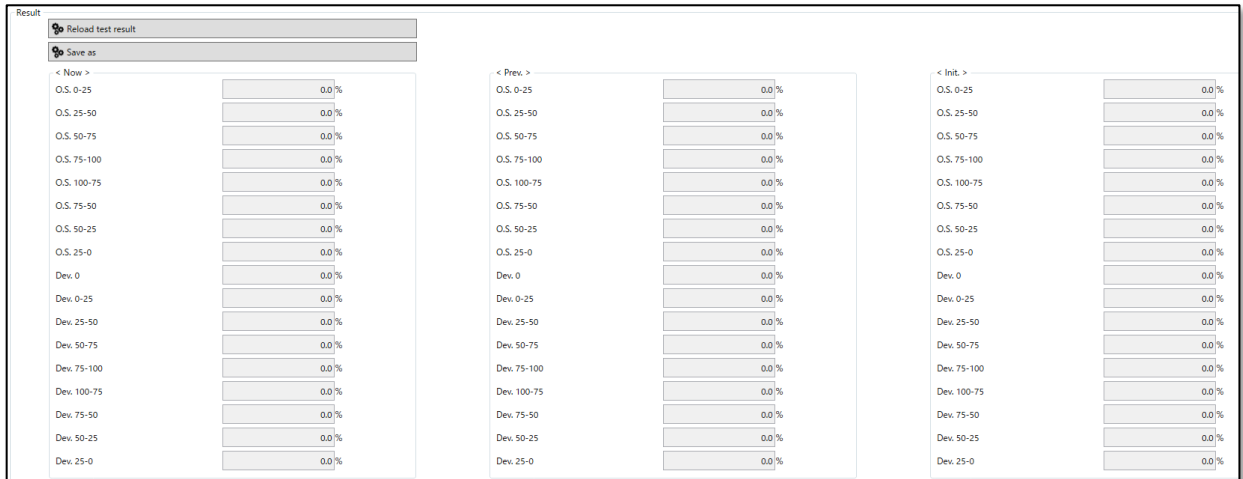 Result
Reload test result
Save as
< Now > < Prev. > < Init. >
O.S. 0-25 0.0 % O.S. 0-25 0.0 % O.S. 0-25 0.0 %
O.S. 25-50 0.0 % O.S. 25-50 0.0 % O.S. 25-50 0.0 %
O.S. 50-75 0.0 % O.S. 50-75 0.0 % O.S. 50-75 0.0 %
O.S. 75-100 0.0 % O.S. 75-100 0.0 % O.S. 75-100 0.0 %
O.S. 100-75 0.0 % O.S. 100-75 0.0 % O.S. 100-75 0.0 %
O.S. 75-50 0.0 % O.S. 75-50 0.0 % O.S. 75-50 0.0 %
O.S. 50-25 0.0 % O.S. 50-25 0.0 % O.S. 50-25 0.0 %
O.S. 25-0 0.0 % O.S. 25-0 0.0 % O.S. 25-0 0.0 %
Dev. 0 0.0 % Dev. 0 0.0 % Dev. 0 0.0 %
Dev. 0-25 0.0 % Dev. 0-25 0.0 % Dev. 0-25 0.0 %
Dev. 25-50 0.0 % Dev. 25-50 0.0 % Dev. 25-50 0.0 %
Dev. 50-75 0.0 % Dev. 50-75 0.0 % Dev. 50-75 0.0 %
Dev. 75-100 0.0 % Dev. 75-100 0.0 % Dev. 75-100 0.0 %
Dev. 100-75 0.0 % Dev. 100-75 0.0 % Dev. 100-75 0.0 %
Dev. 75-50 0.0 % Dev. 75-50 0.0 % Dev. 75-50 0.0 %
Dev. 50-25 0.0 % Dev. 50-25 0.0 % Dev. 50-25 0.0 %
Dev. 25-0 0.0 % Dev. 25-0 0.0 % Dev. 25-0 0.0 %